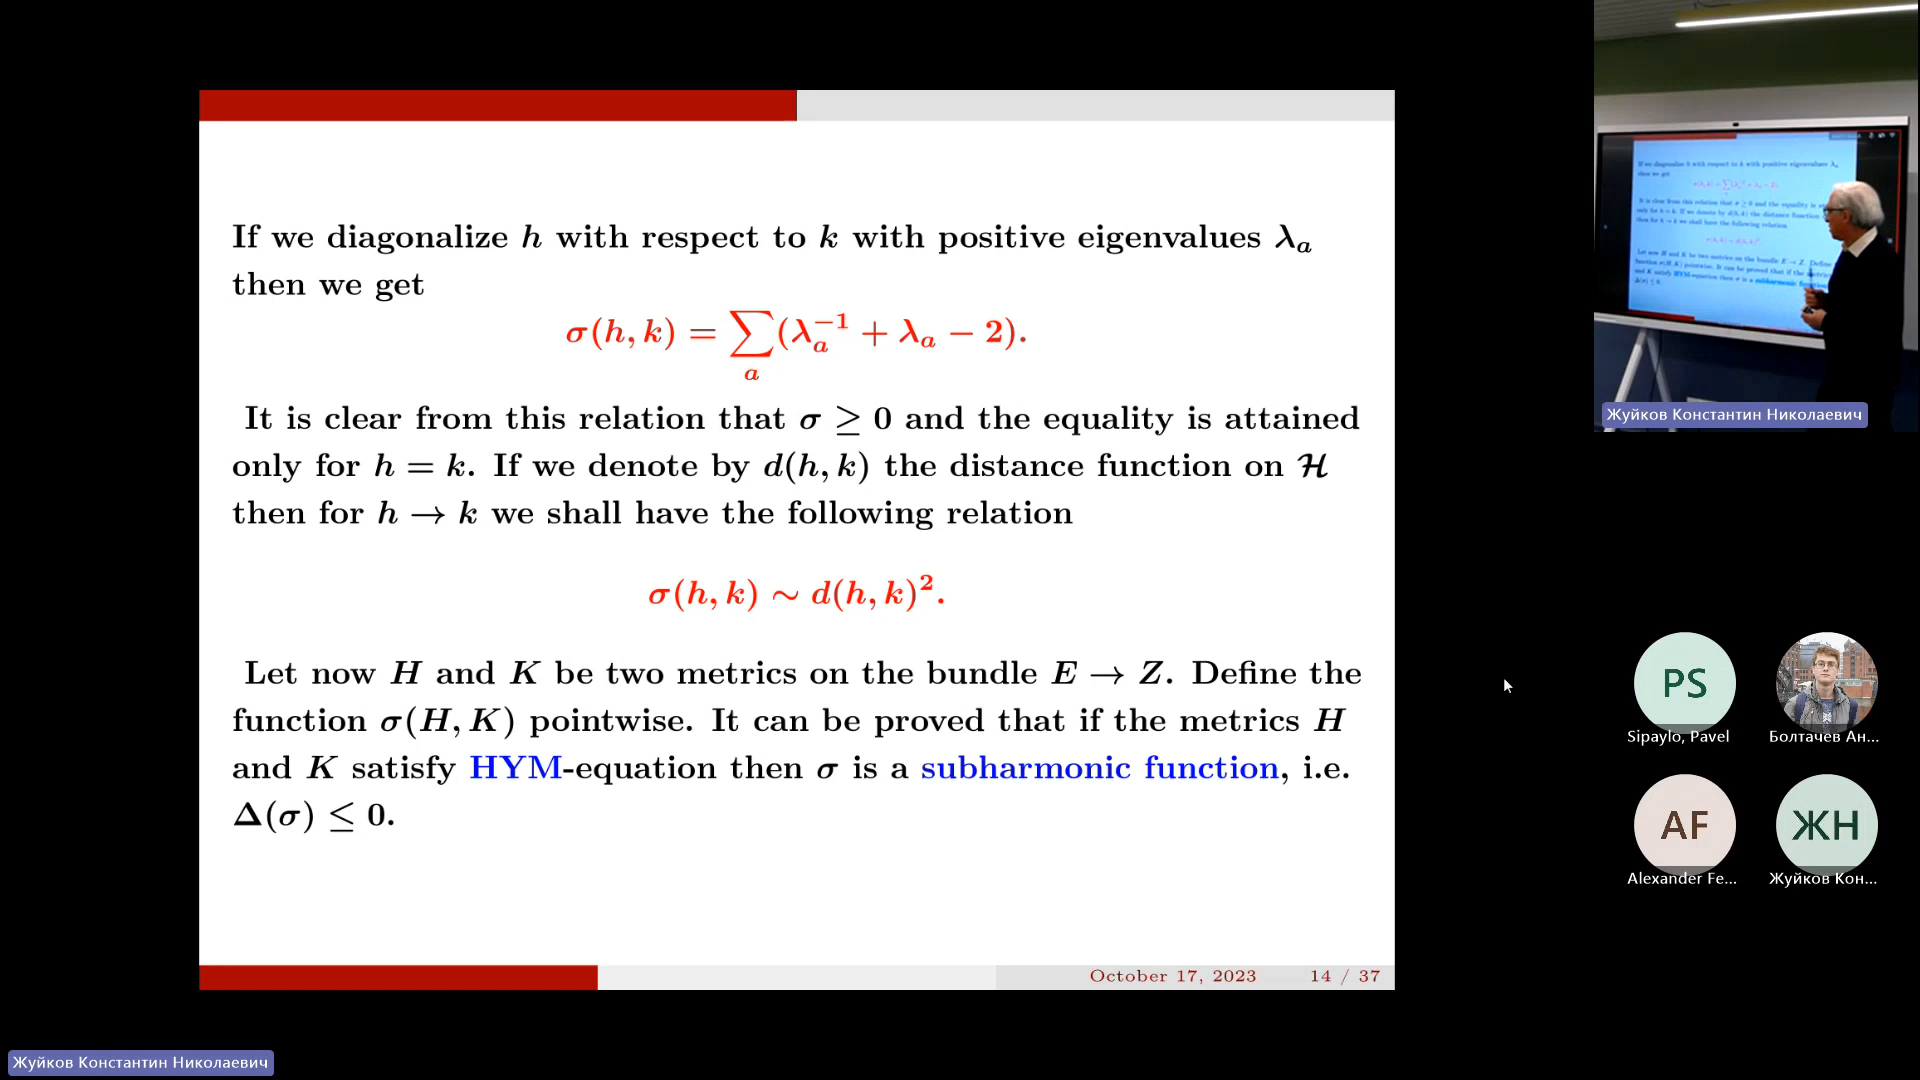 If we diagonalize h with respect to k with positive eigenvalues λ_a
then we get
σ(h, k) = ∑_a (λ_a^{-1} + λ_a − 2).
It is clear from this relation that σ ≥ 0 and the equality is attained
only for h = k. If we denote by d(h, k) the distance function on ℋ
then for h → k we shall have the following relation
σ(h, k) ∼ d(h, k)².
Let now H and K be two metrics on the bundle E → Z. Define the
function σ(H, K) pointwise. It can be proved that if the metrics H
and K satisfy HYM-equation then σ is a subharmonic function, i.e.
Δ(σ) ≤ 0.
October 17, 2023 14 / 37
Жуйков Константин Николаевич
PS
Sipaylo, Pavel
Болтачев Ан...
AF
Alexander Fe...
ЖН
Жуйков Кон...
Жуйков Константин Николаевич